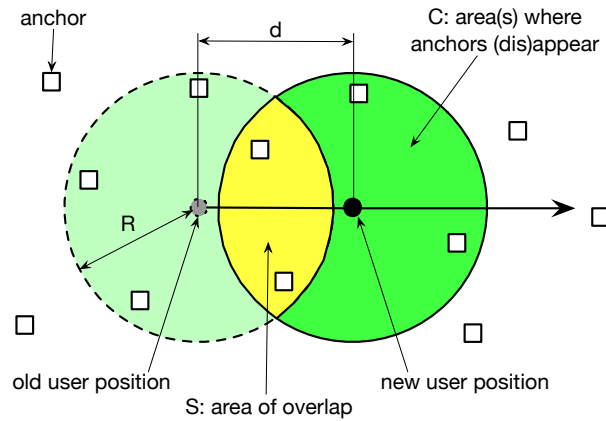 anchor
d
C: area(s) where
anchors (dis)appear
R
old user position
new user position
S: area of overlap